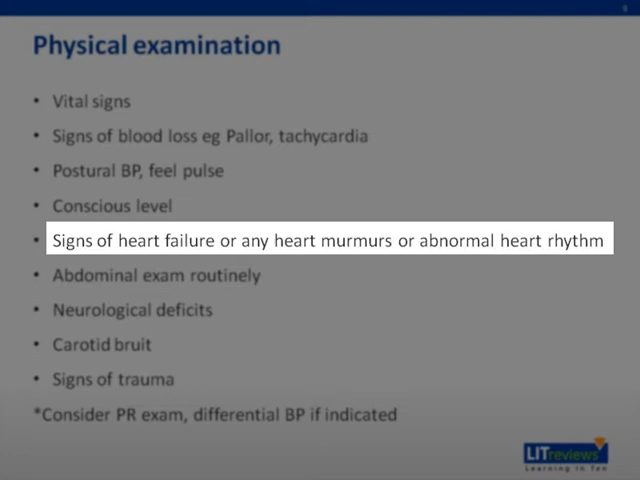 9
Physical examination
• Vital signs
• Signs of blood loss eg Pallor, tachycardia
• Postural BP, feel pulse
• Conscious level
• Signs of heart failure or any heart murmurs or abnormal heart rhythm
• Abdominal exam routinely
• Neurological deficits
• Carotid bruit
• Signs of trauma
*Consider PR exam, differential BP if indicated
LITreviews
Learning in Ten